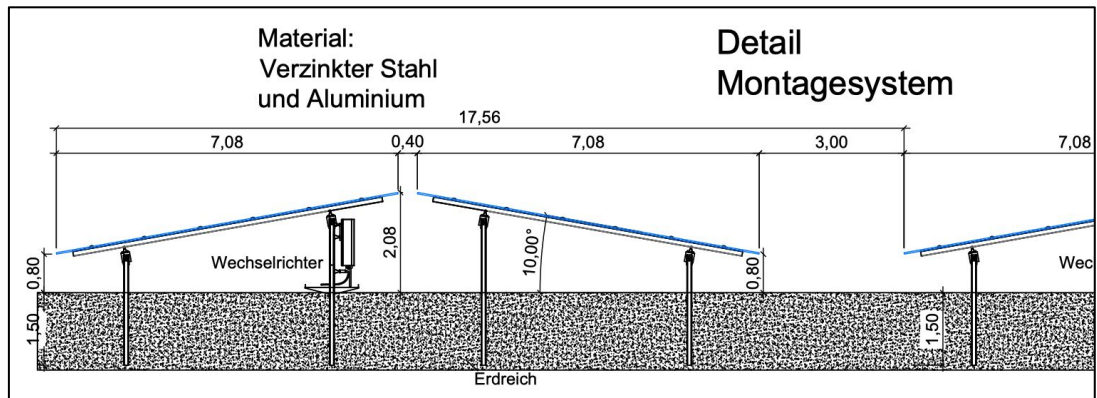 Material:
Verzinkter Stahl
und Aluminium
Detail
Montagesystem
17,56
7,08
0,40
7,08
3,00
7,08
0,80
Wechselrichter
2,08
10,00°
0,80
Wec
1,50
1,50
Erdreich